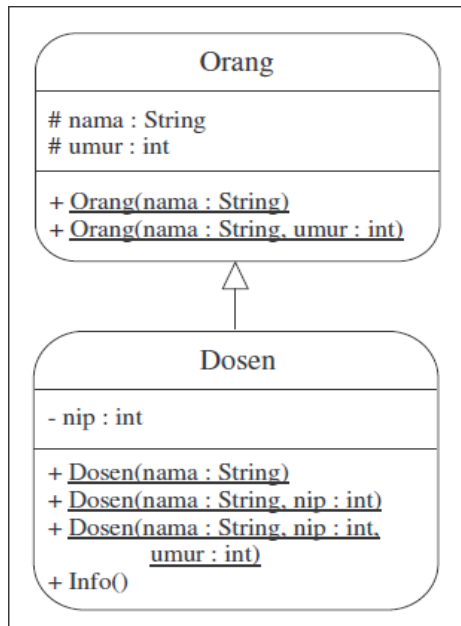 Orang
# nama : String
# umur : int
+ Orang(nama : String)
+ Orang(nama : String, umur : int)
Dosen
- nip : int
+ Dosen(nama : String)
+ Dosen(nama : String, nip : int)
+ Dosen(nama : String, nip : int,
umur : int)
+ Info()